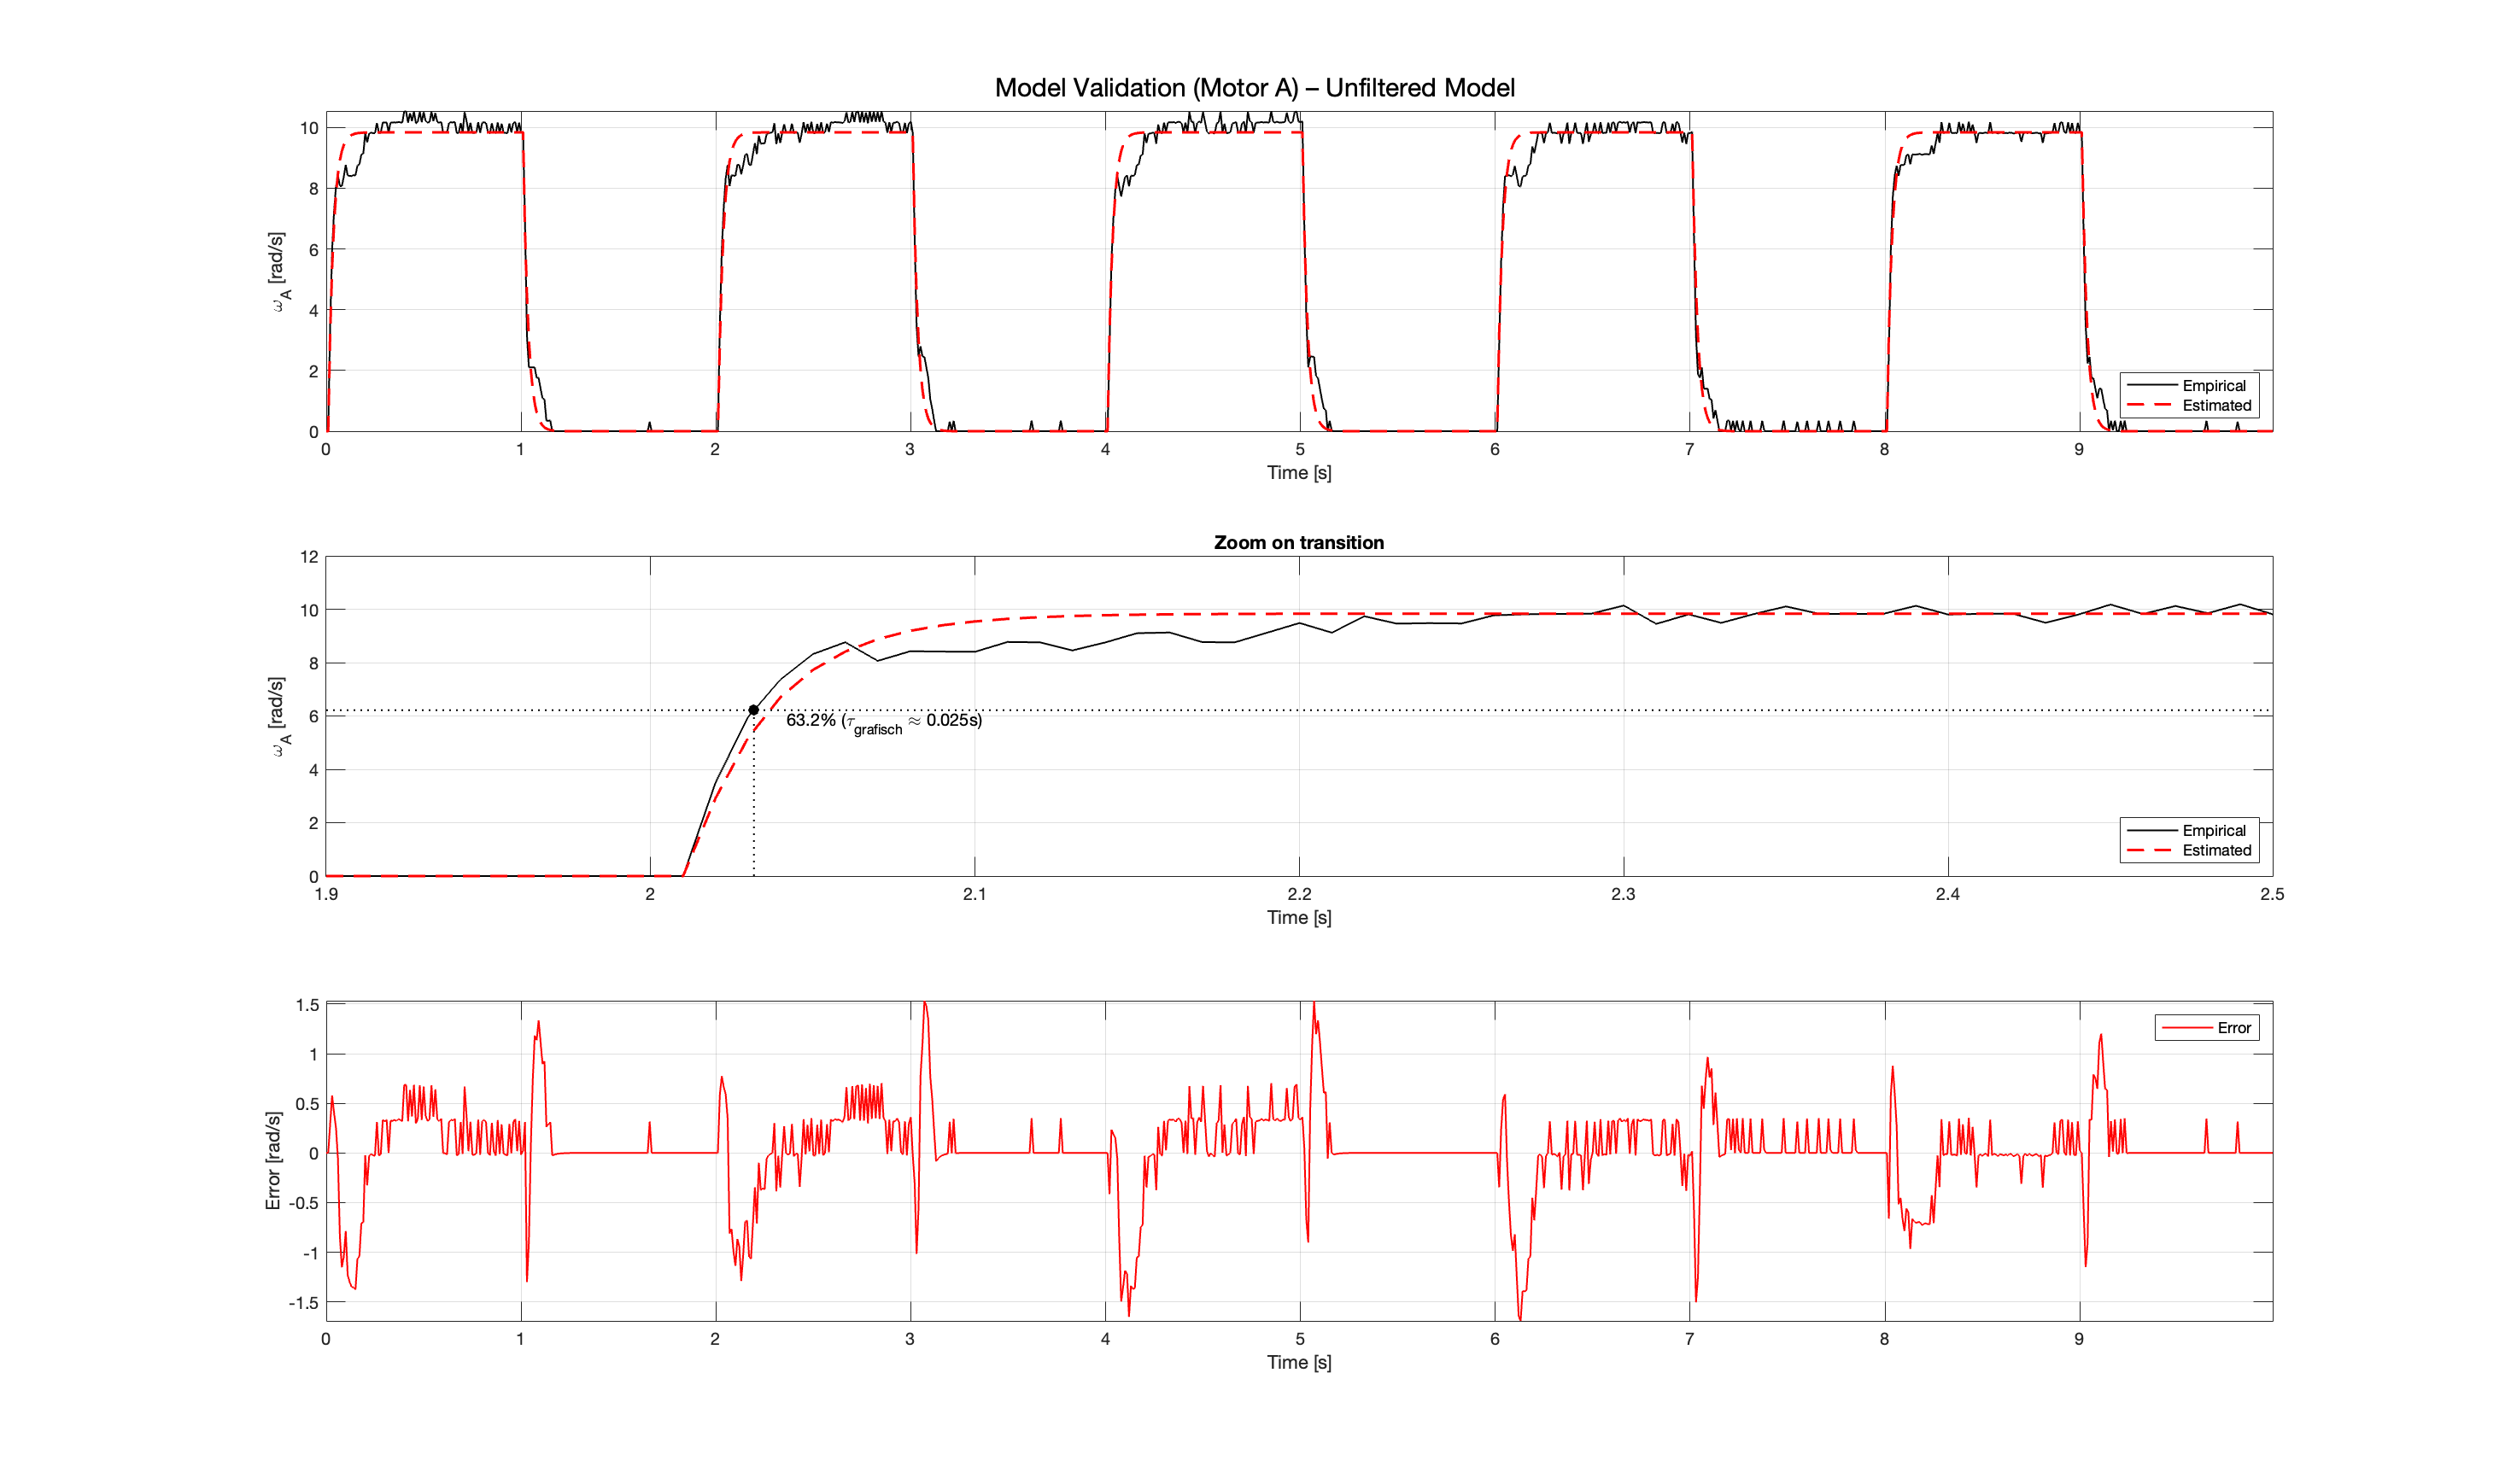 Model Validation (Motor A) – Unfiltered Model
10
8
6
4
2
0
ω_A [rad/s]
Empirical
Estimated
0 1 2 3 4 5 6 7 8 9
Time [s]
Zoom on transition
12
10
8
6
4
2
0
ω_A [rad/s]
63.2% (τ_grafisch ≈ 0.025s)
Empirical
Estimated
1.9 2 2.1 2.2 2.3 2.4 2.5
Time [s]
1.5
1
0.5
0
-0.5
-1
-1.5
Error [rad/s]
Error
0 1 2 3 4 5 6 7 8 9
Time [s]